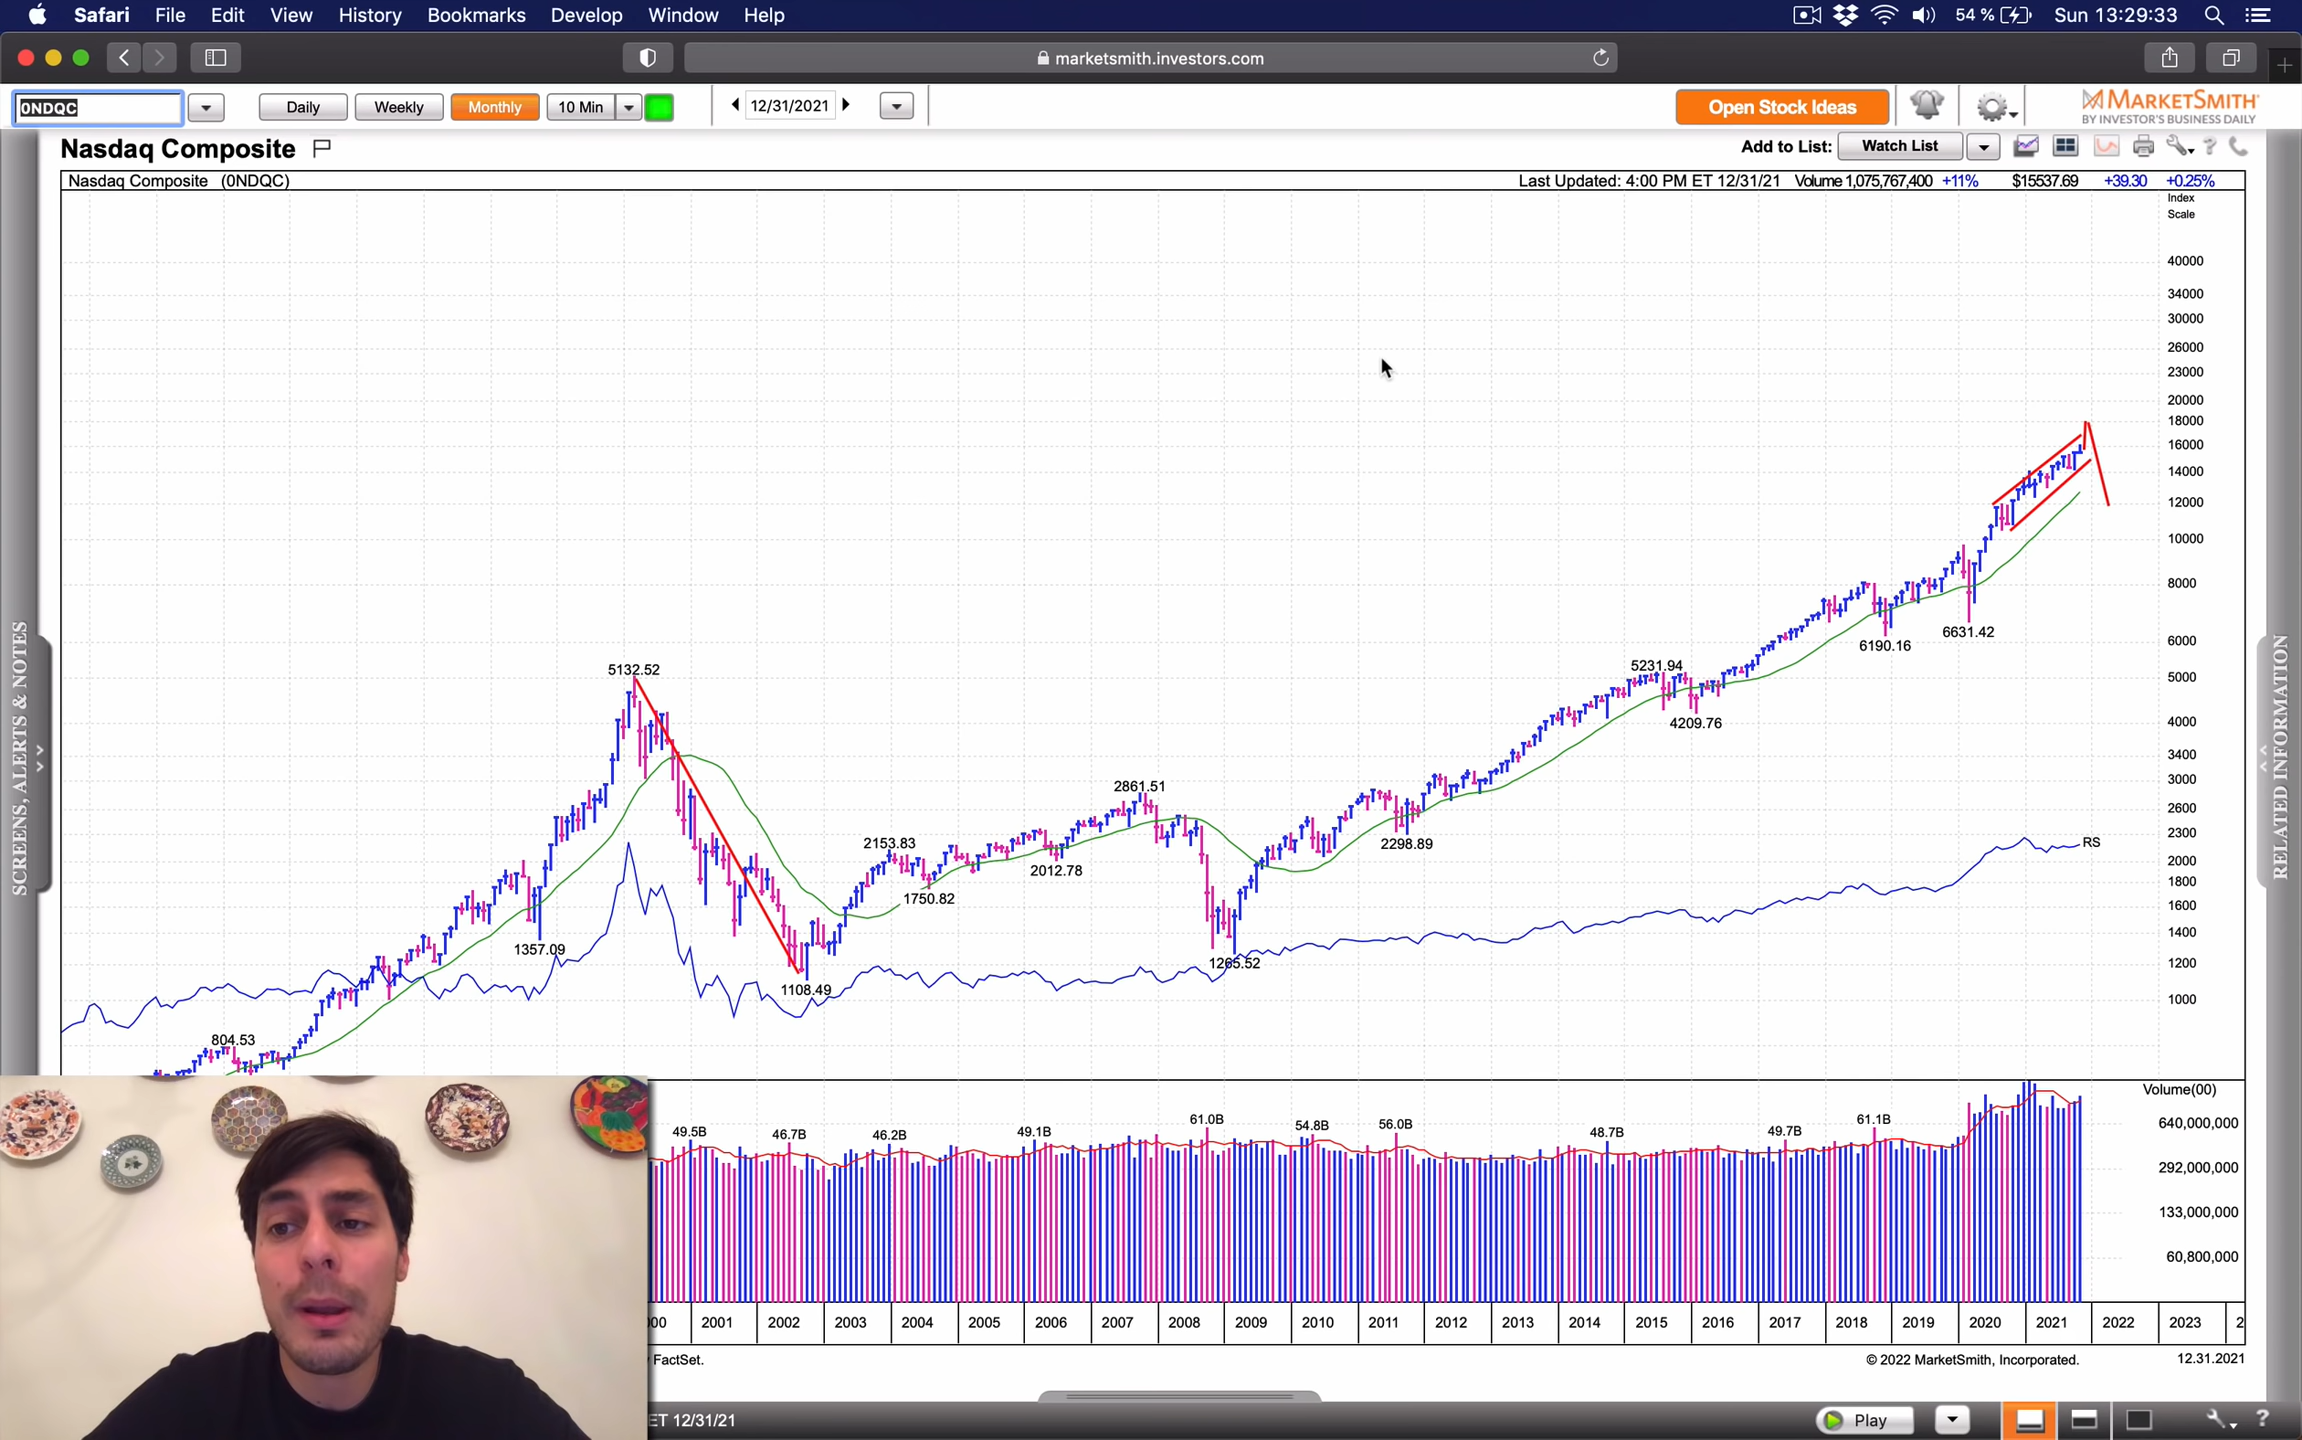 Safari File Edit View History Bookmarks Develop Window Help 54 % Sun 13:29:33
marketsmith.investors.com
0NDQC Daily Weekly Monthly 10 Min 12/31/2021 Open Stock Ideas MARKETSMITH
BY INVESTOR'S BUSINESS DAILY
Nasdaq Composite Add to List: Watch List ?
Nasdaq Composite (0NDQC) Last Updated: 4:00 PM ET 12/31/21 Volume 1,075,767,400 +11% $15537.69 +39.30 +0.25%
Index
Scale
40000
34000
30000
26000
23000
20000
18000
16000
14000
12000
10000
8000
6000
5000
4000
3400
3000
2600
2300
2000
1800
1600
1400
1200
1000
6631.42
6190.16
5132.52
5231.94
4209.76
2861.51
2153.83
2298.89
RS
2012.78
1750.82
1357.09
1265.52
1108.49
804.53
SCREENS, ALERTS & NOTES
RELATED INFORMATION
Volume(00)
640,000,000
292,000,000
133,000,000
60,800,000
49.5B 46.7B 46.2B 49.1B 61.0B 54.8B 56.0B 48.7B 49.7B 61.1B
00 2001 2002 2003 2004 2005 2006 2007 2008 2009 2010 2011 2012 2013 2014 2015 2016 2017 2018 2019 2020 2021 2022 2023 2
FactSet. © 2022 MarketSmith, Incorporated. 12.31.2021
ET 12/31/21 Play ?